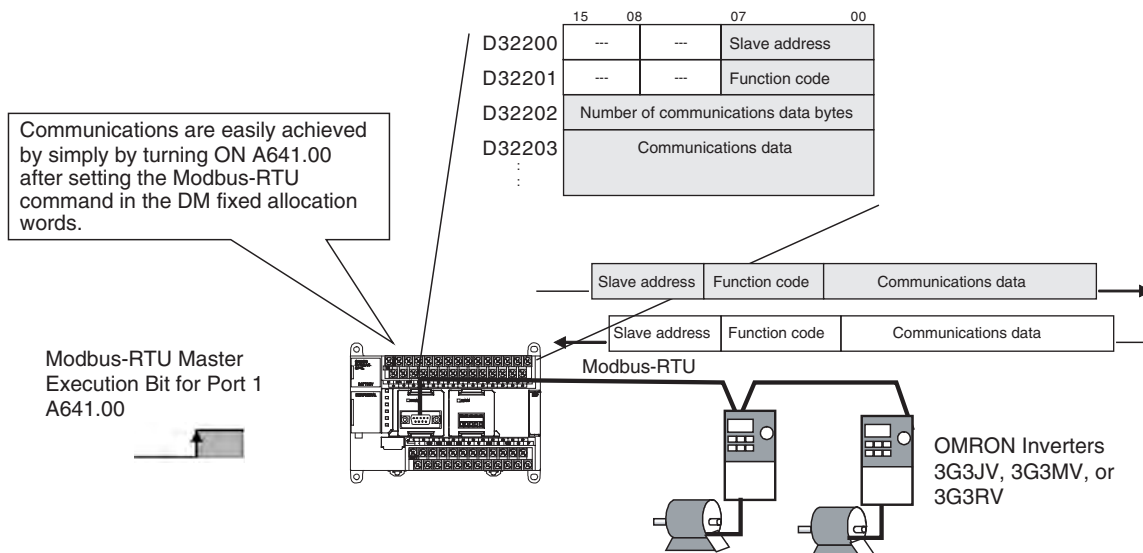 15 08 07 00
D32200 --- --- Slave address
D32201 --- --- Function code
D32202 Number of communications data bytes
D32203 Communications data
Communications are easily achieved
by simply by turning ON A641.00
after setting the Modbus-RTU
command in the DM fixed allocation
words.
Slave address Function code Communications data
Slave address Function code Communications data
Modbus-RTU
Modbus-RTU Master
Execution Bit for Port 1
A641.00
OMRON Inverters
3G3JV, 3G3MV, or
3G3RV